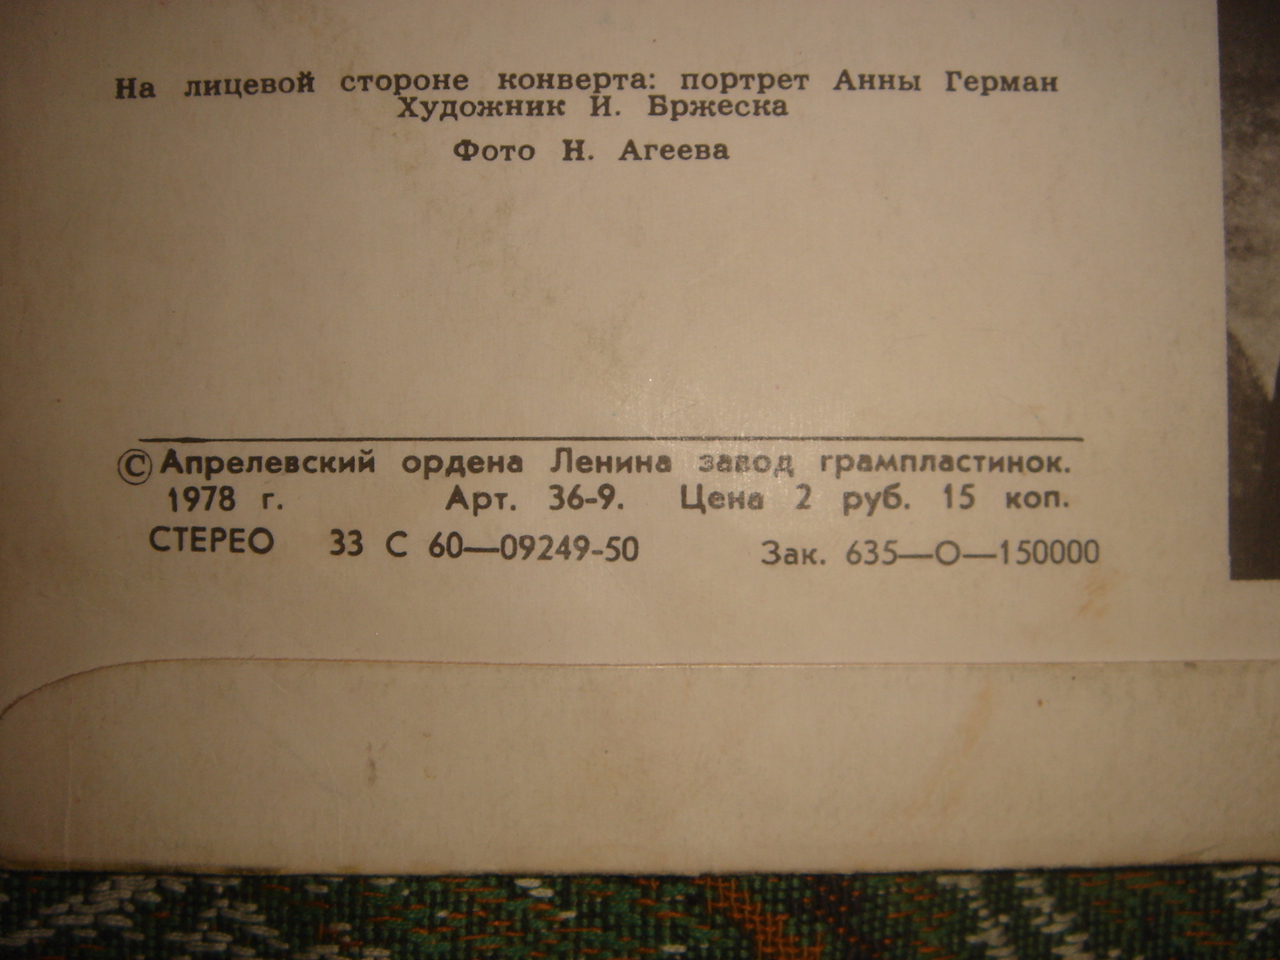 На лицевой стороне конверта: портрет Анны Герман
Художник И. Бржеска
Фото Н. Агеева
© Апрелевский ордена Ленина завод грампластинок.
1978 г. Арт. 36-9. Цена 2 руб. 15 коп.
СТЕРЕО 33 С 60—09249-50 Зак. 635—О—150000